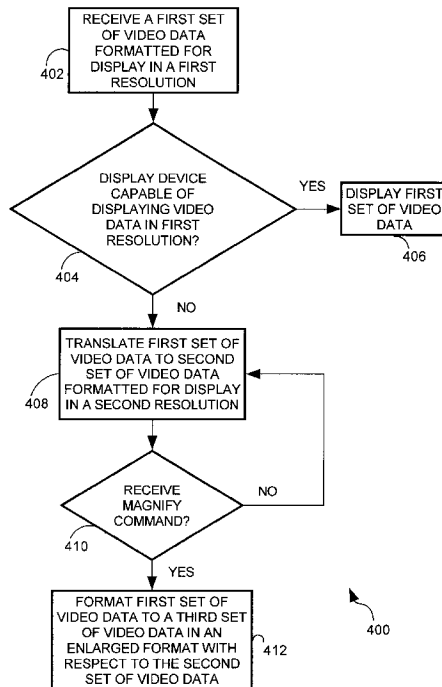 RECEIVE A FIRST SET
OF VIDEO DATA
FORMATTED FOR
DISPLAY IN A FIRST
RESOLUTION
402
DISPLAY DEVICE
CAPABLE OF
DISPLAYING VIDEO
DATA IN FIRST
RESOLUTION?
404
YES
DISPLAY FIRST
SET OF VIDEO
DATA
406
NO
TRANSLATE FIRST SET OF
VIDEO DATA TO SECOND
SET OF VIDEO DATA
FORMATTED FOR DISPLAY
IN A SECOND RESOLUTION
408
RECEIVE
MAGNIFY
COMMAND?
410
NO
YES
FORMAT FIRST SET OF
VIDEO DATA TO A THIRD SET
OF VIDEO DATA IN AN
ENLARGED FORMAT WITH
RESPECT TO THE SECOND
SET OF VIDEO DATA
412
400